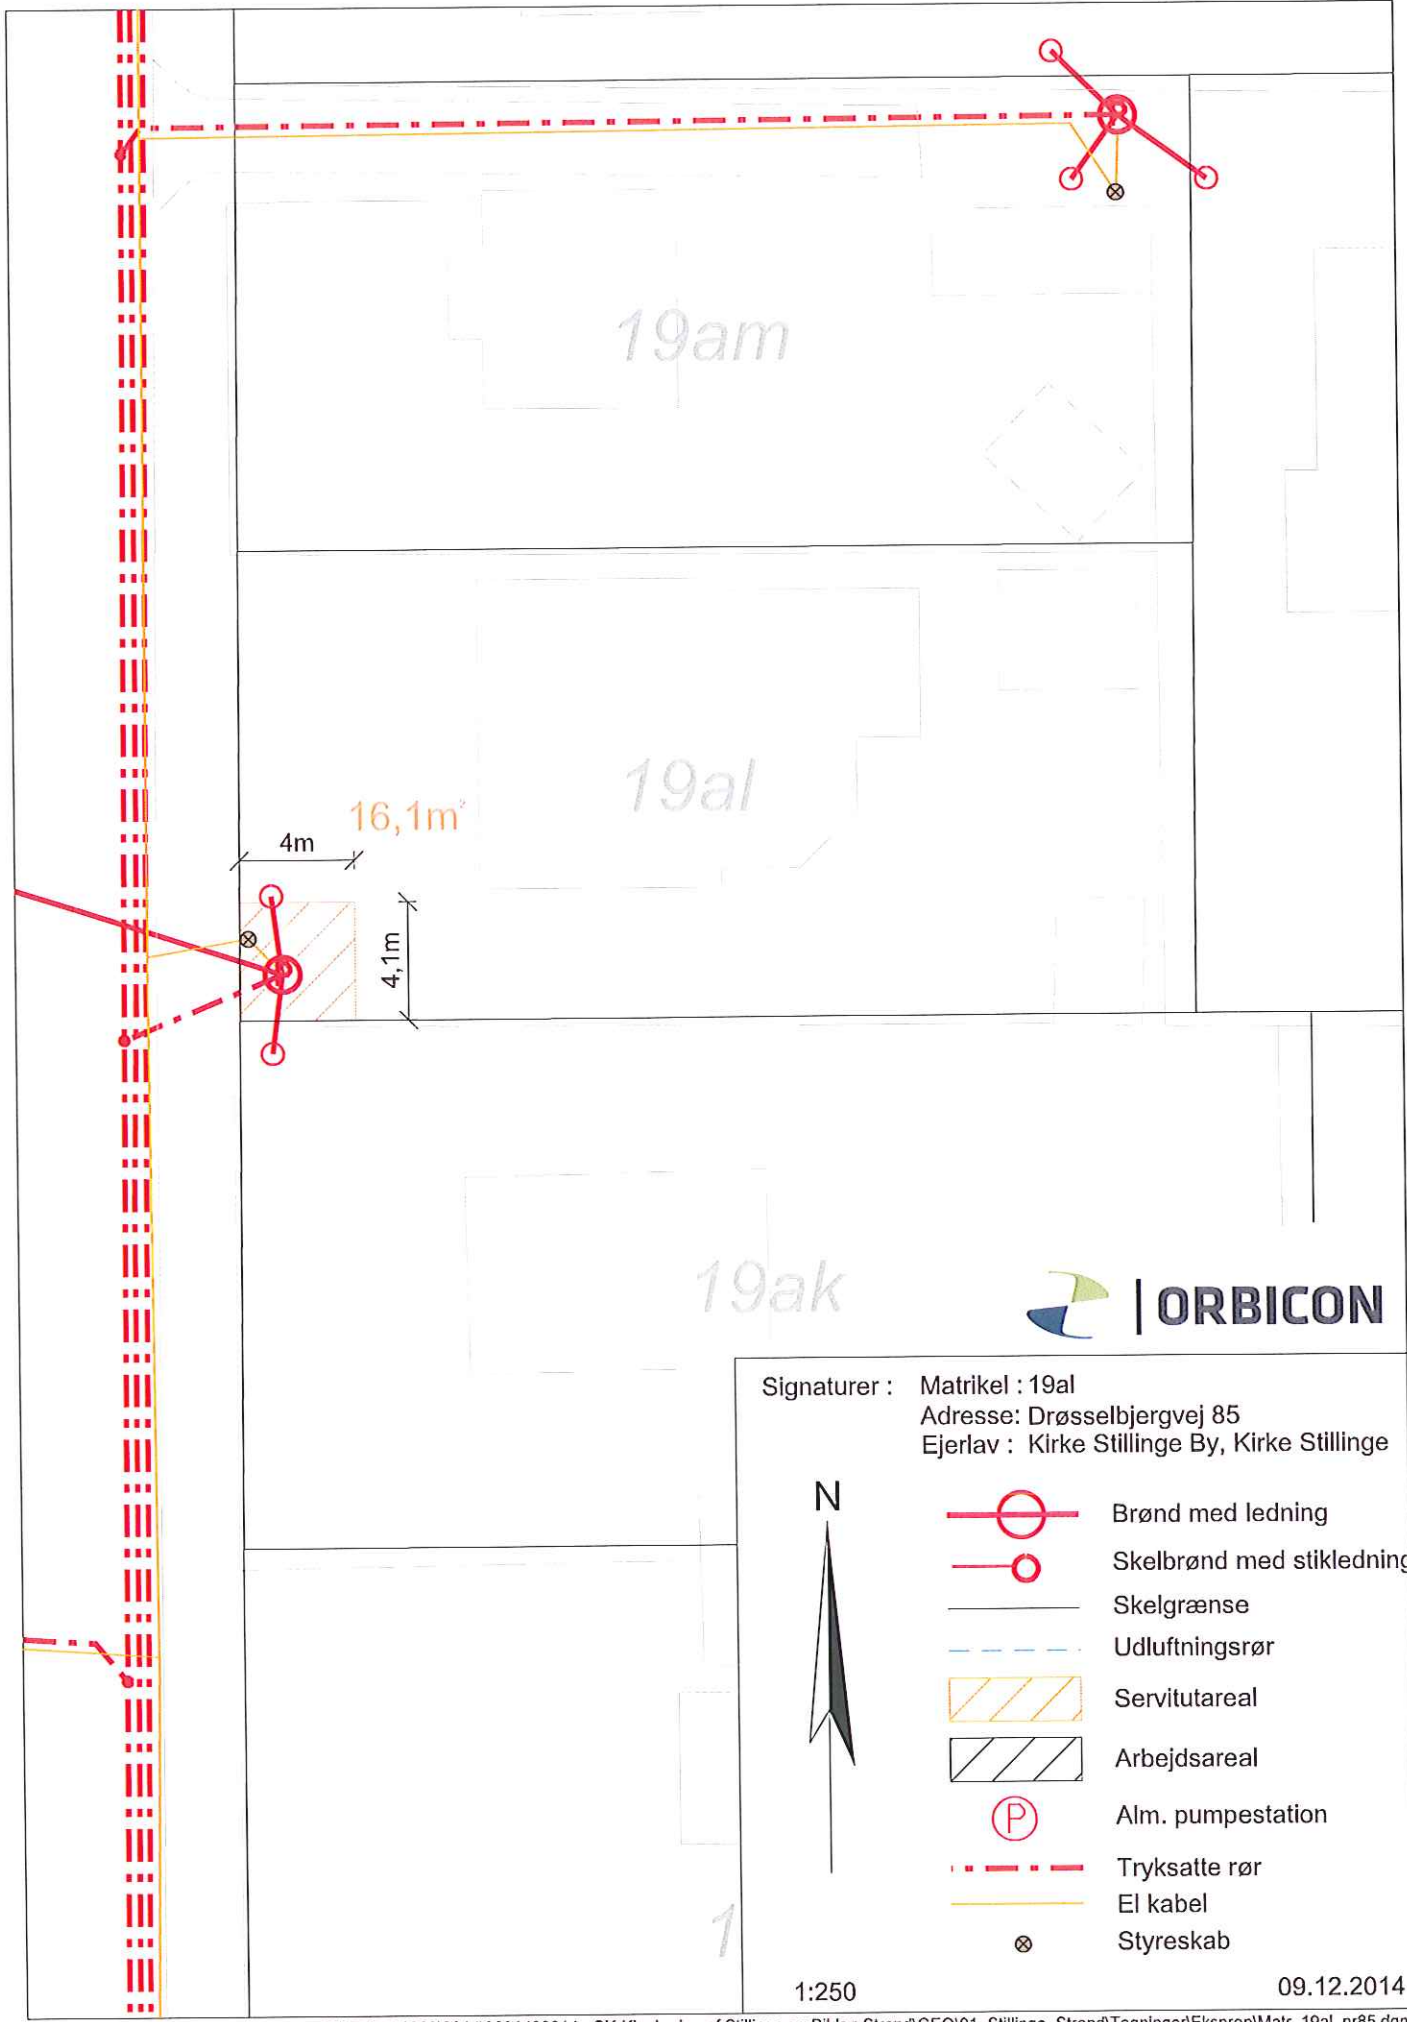 19am
19al
16,1m²
4m
4,1m
19ak
ORBICON
Signaturer : Matrikel : 19al
Adresse: Drøsselbjergvej 85
Ejerlav : Kirke Stillinge By, Kirke Stillinge
N
Brønd med ledning
Skelbrønd med stikledning
Skelgrænse
Udluftningsrør
Servitutareal
Arbejdsareal
P
Alm. pumpestation
Tryksatte rør
El kabel
Styreskab
1
1:250
09.12.2014